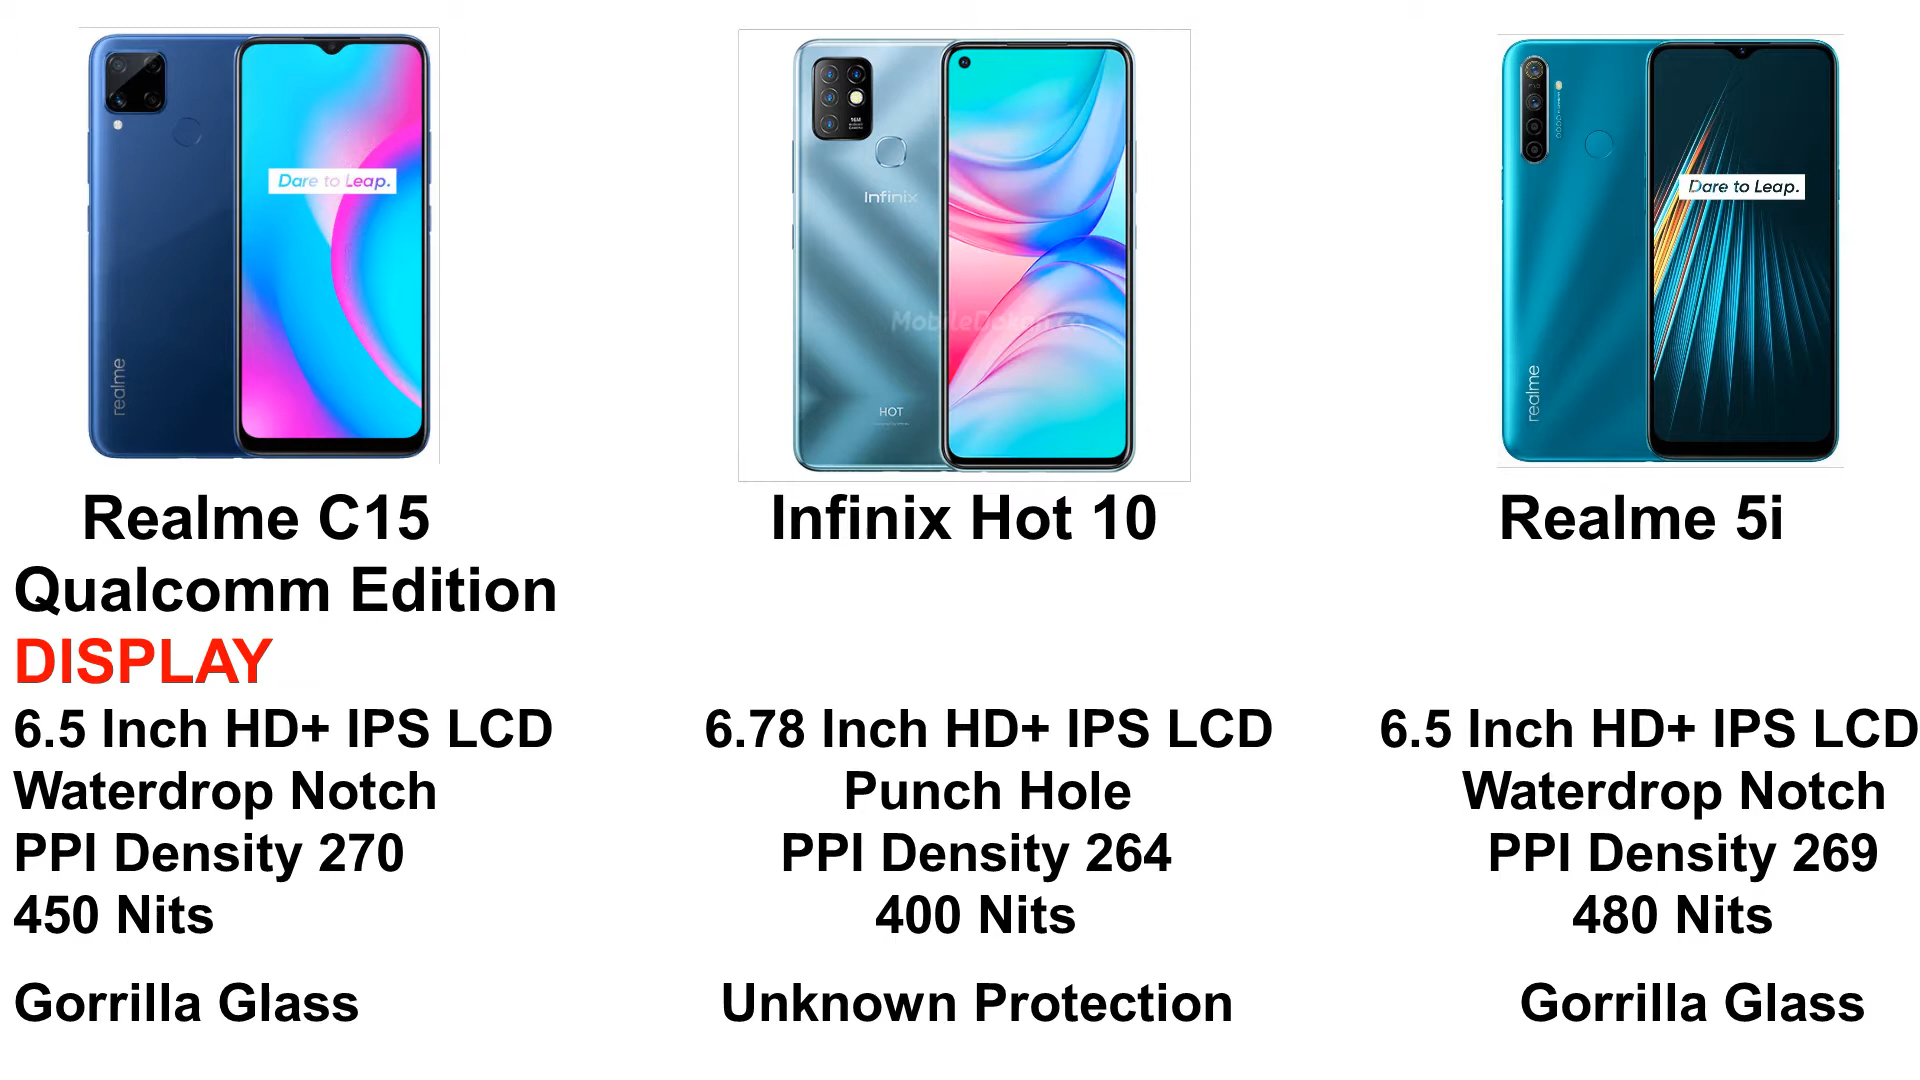 Dare to Leap.
realme
16M
Infinix
MobileDokan.co
HOT
Dare to Leap.
realme
Realme C15
Qualcomm Edition
Infinix Hot 10
Realme 5i
DISPLAY
6.5 Inch HD+ IPS LCD
Waterdrop Notch
PPI Density 270
450 Nits
Gorrilla Glass
6.78 Inch HD+ IPS LCD
Punch Hole
PPI Density 264
400 Nits
Unknown Protection
6.5 Inch HD+ IPS LCD
Waterdrop Notch
PPI Density 269
480 Nits
Gorrilla Glass